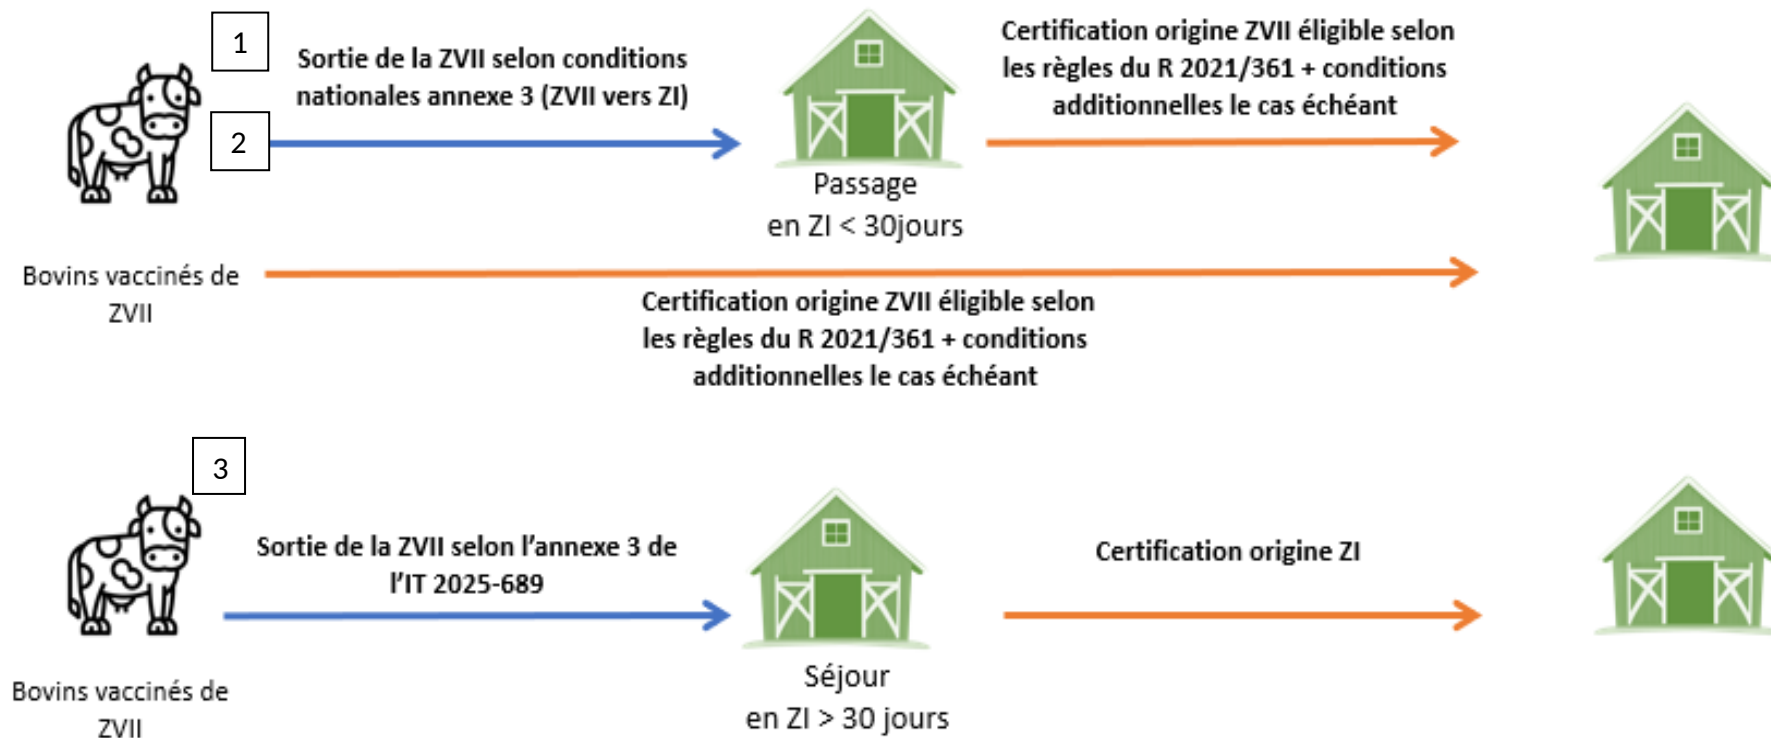 1
Sortie de la ZVII selon conditions
nationales annexe 3 (ZVII vers ZI)
2
Passage
en ZI < 30jours
Certification origine ZVII éligible selon
les règles du R 2021/361 + conditions
additionnelles le cas échéant
Bovins vaccinés de
ZVII
Certification origine ZVII éligible selon
les règles du R 2021/361 + conditions
additionnelles le cas échéant
3
Sortie de la ZVII selon l’annexe 3 de
l’IT 2025-689
Certification origine ZI
Bovins vaccinés de
ZVII
Séjour
en ZI > 30 jours